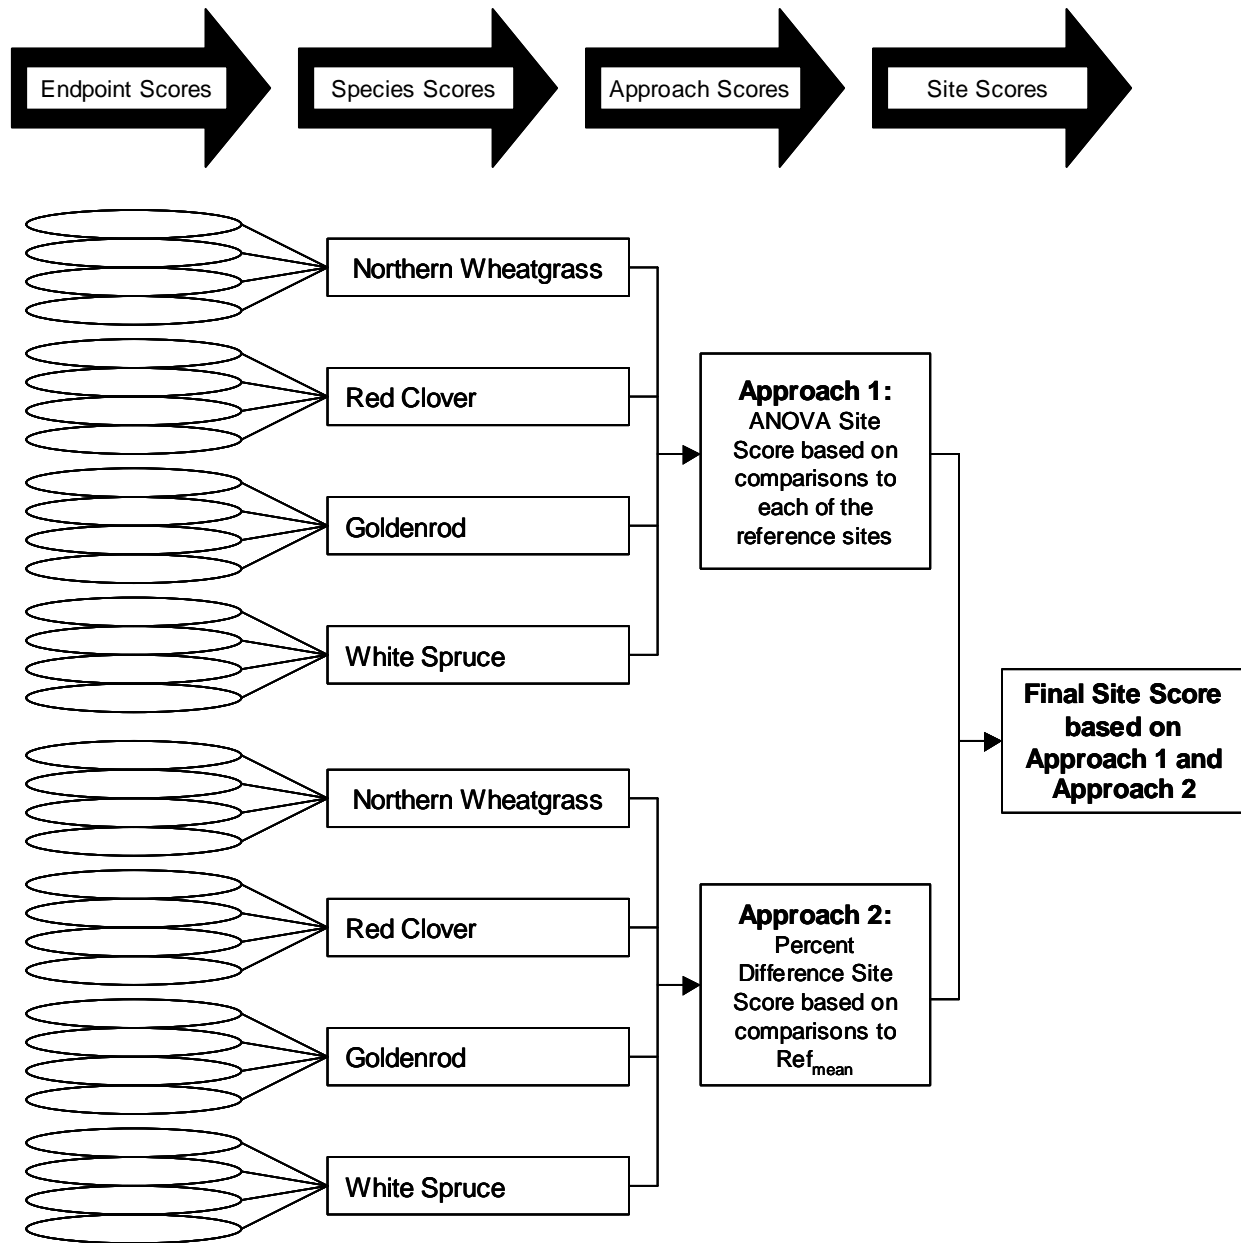 Endpoint Scores
Species Scores
Approach Scores
Site Scores
Northern Wheatgrass
Red Clover
Goldenrod
White Spruce
Approach 1:
ANOVA Site
Score based on
comparisons to
each of the
reference sites
Northern Wheatgrass
Red Clover
Goldenrod
White Spruce
Approach 2:
Percent
Difference Site
Score based on
comparisons to
Refmean
Final Site Score
based on
Approach 1 and
Approach 2